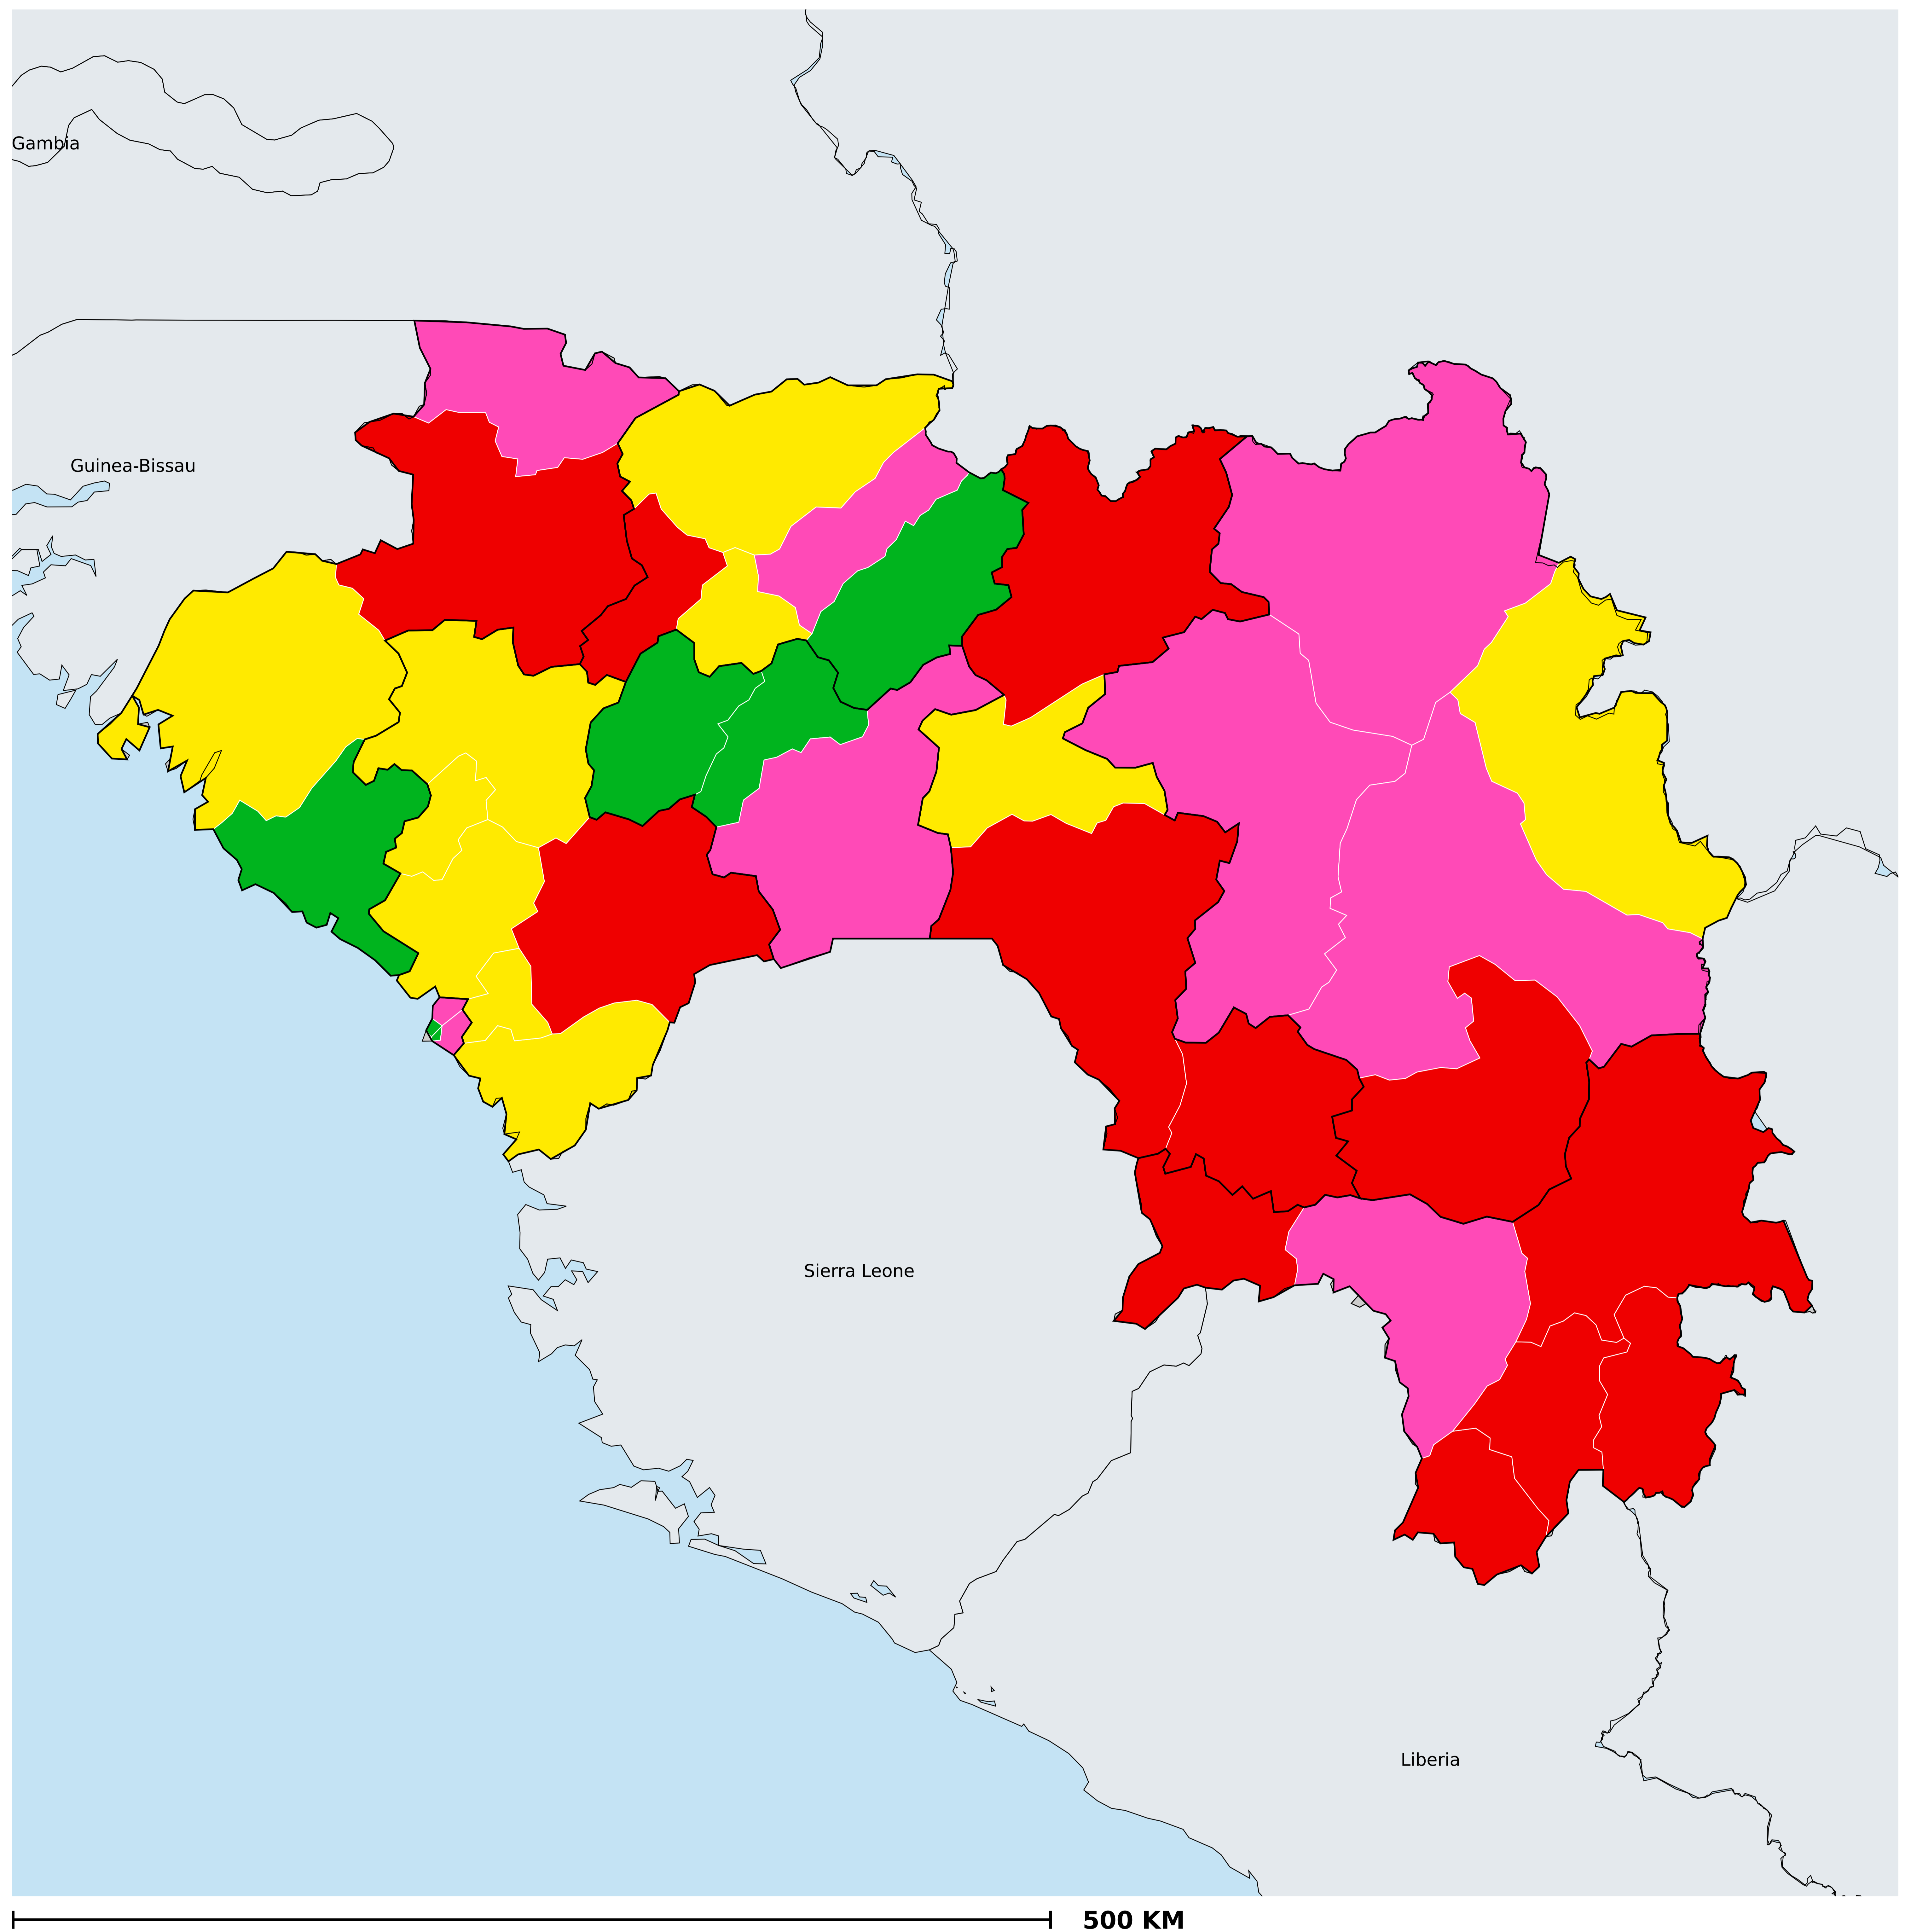 Gambia
Guinea-Bissau
Sierra Leone
Liberia
500 KM